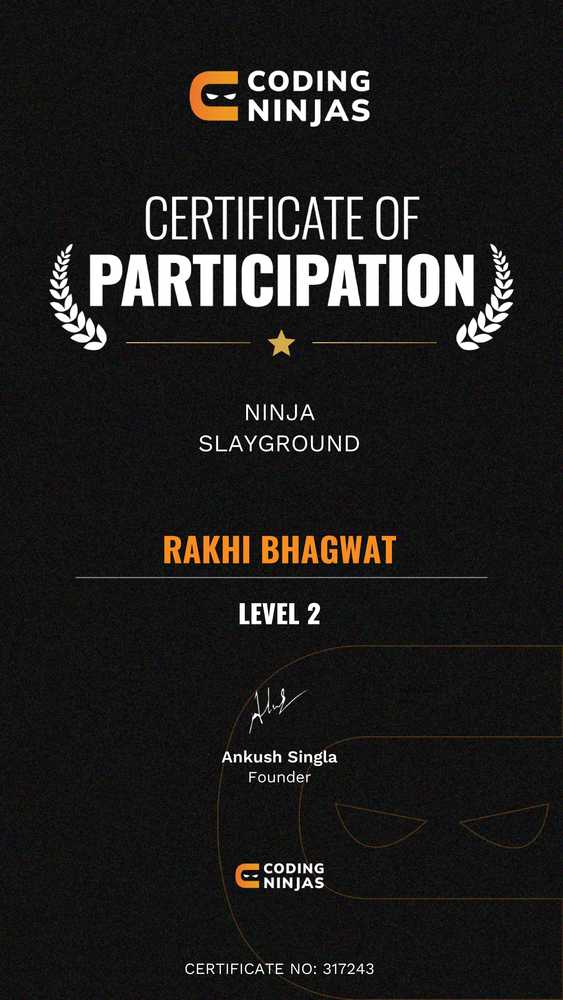 CODING
NINJAS
CERTIFICATE OF
PARTICIPATION
NINJA
SLAYGROUND
RAKHI BHAGWAT
LEVEL 2
Ankush Singla
Founder
CODING
NINJAS
CERTIFICATE NO: 317243